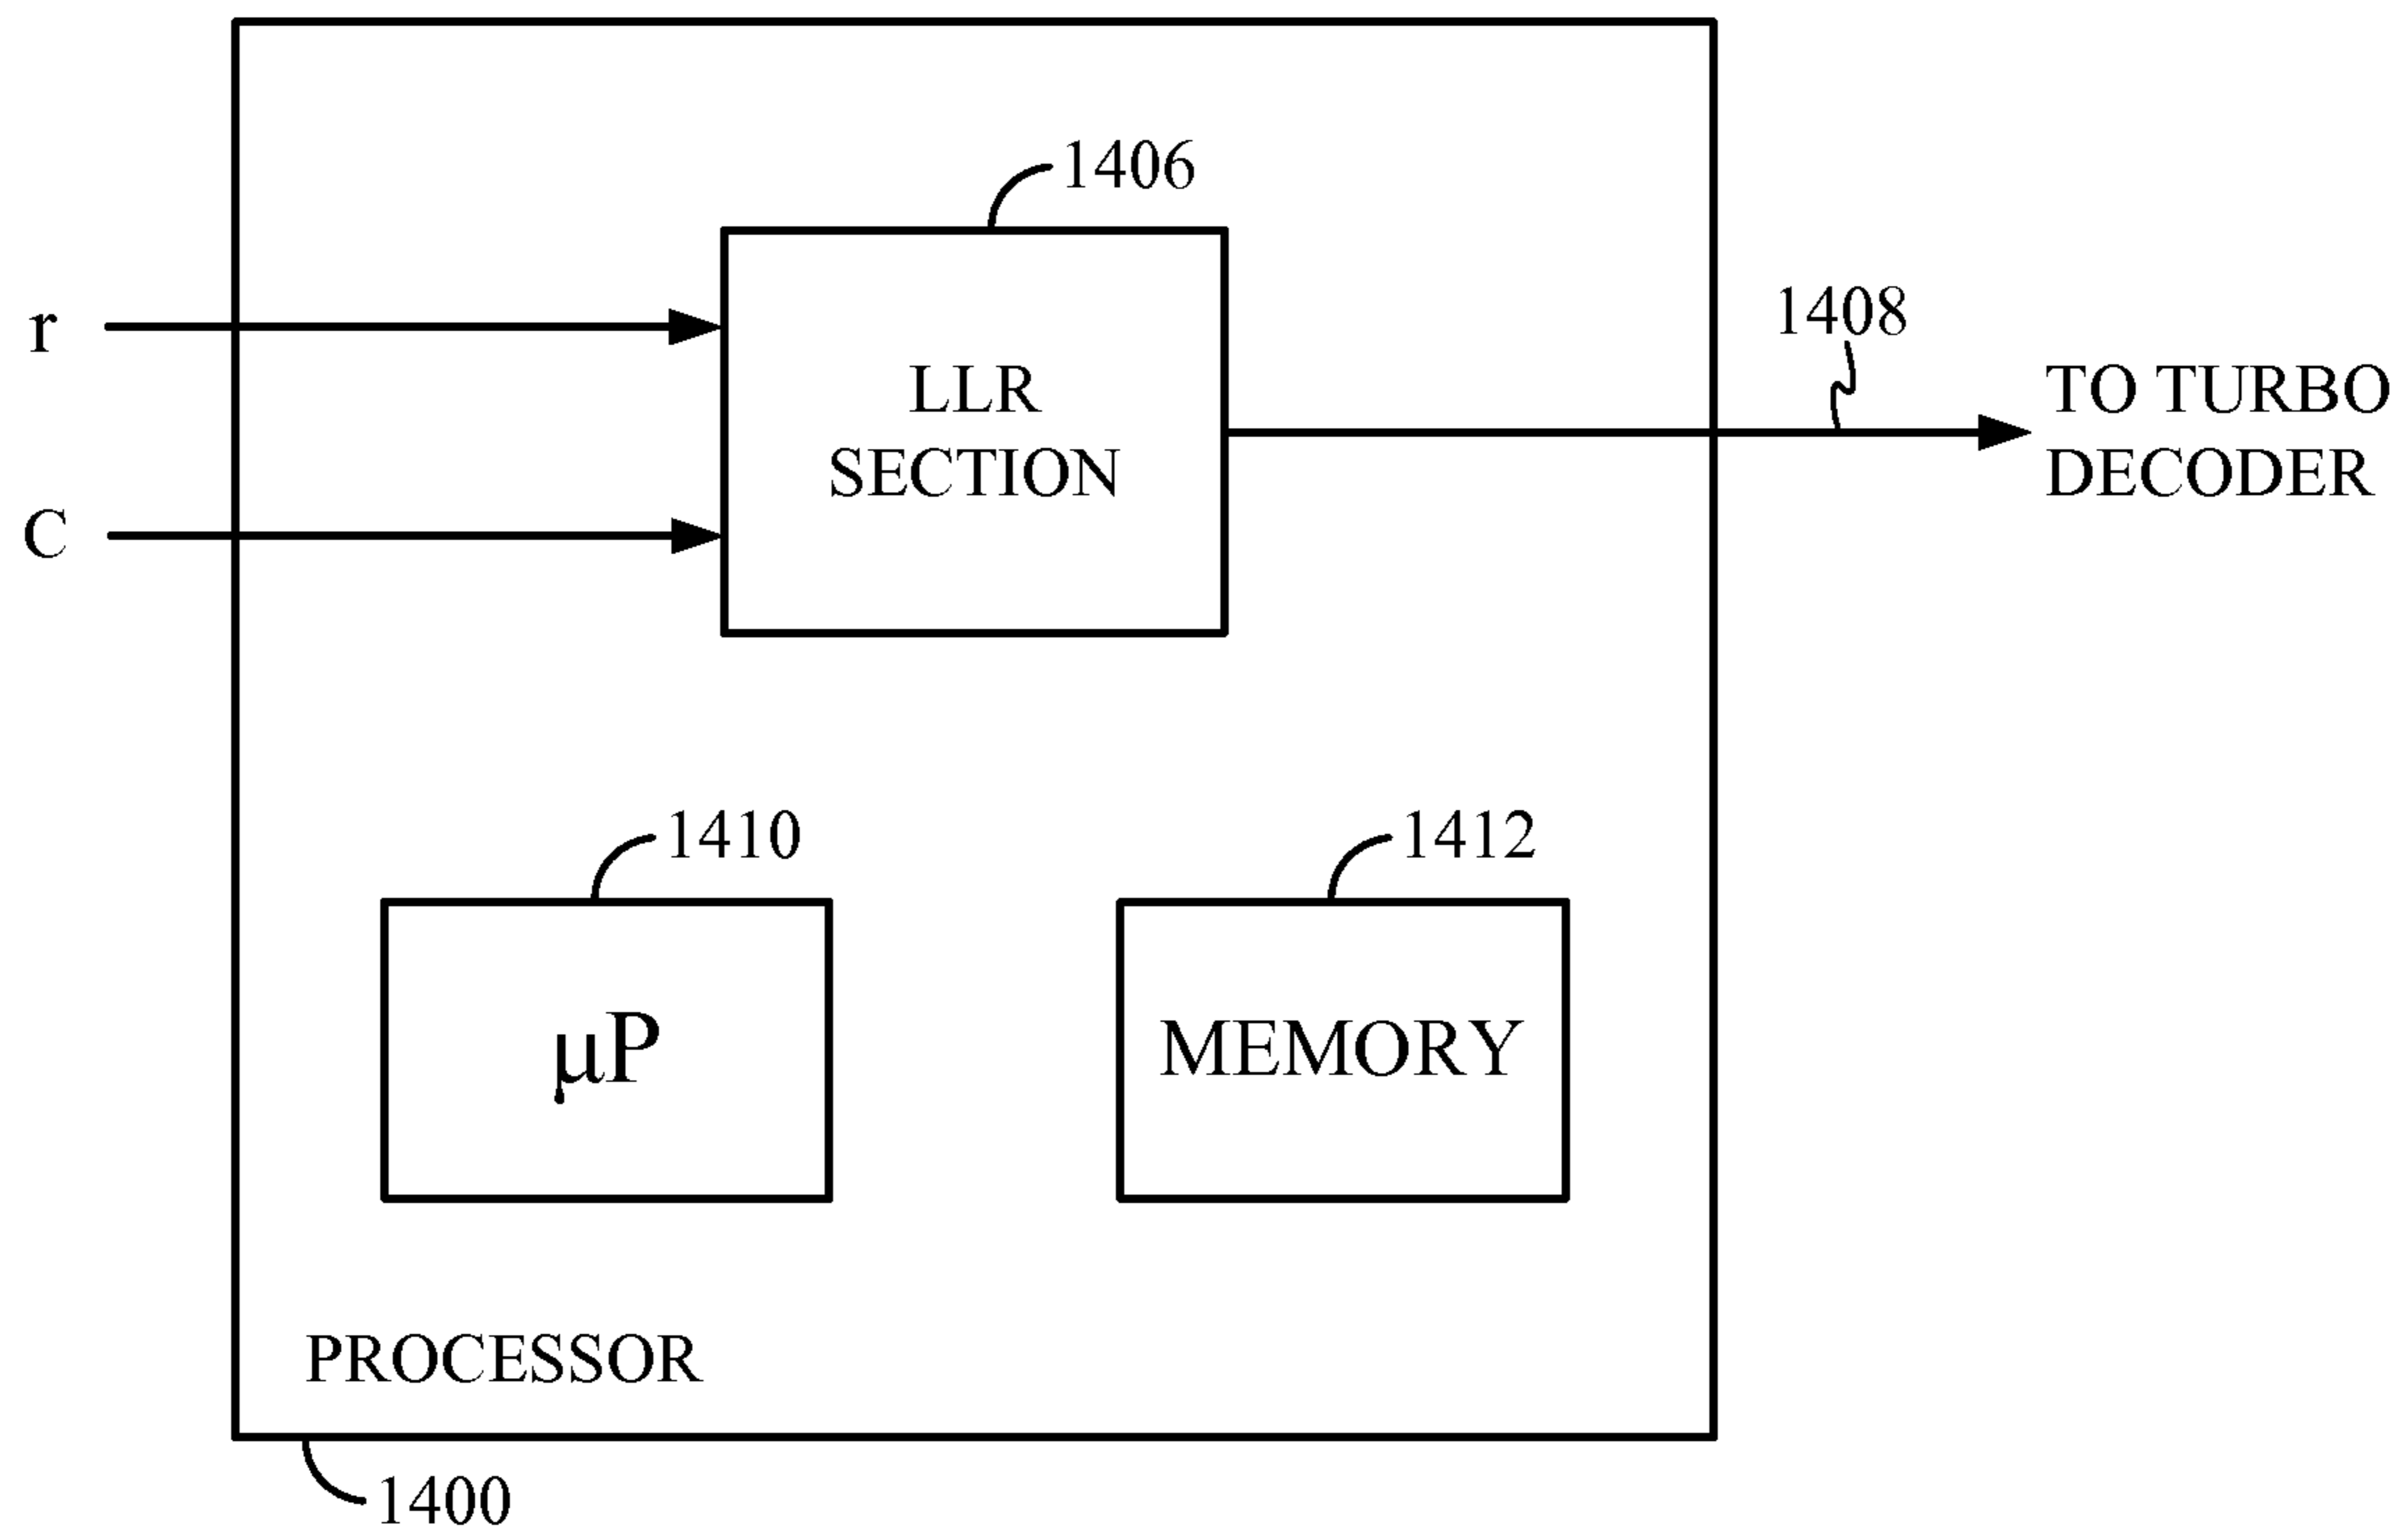 1406
r
C
LLR
SECTION
1408
TO TURBO
DECODER
1410
1412
µP
MEMORY
PROCESSOR
1400